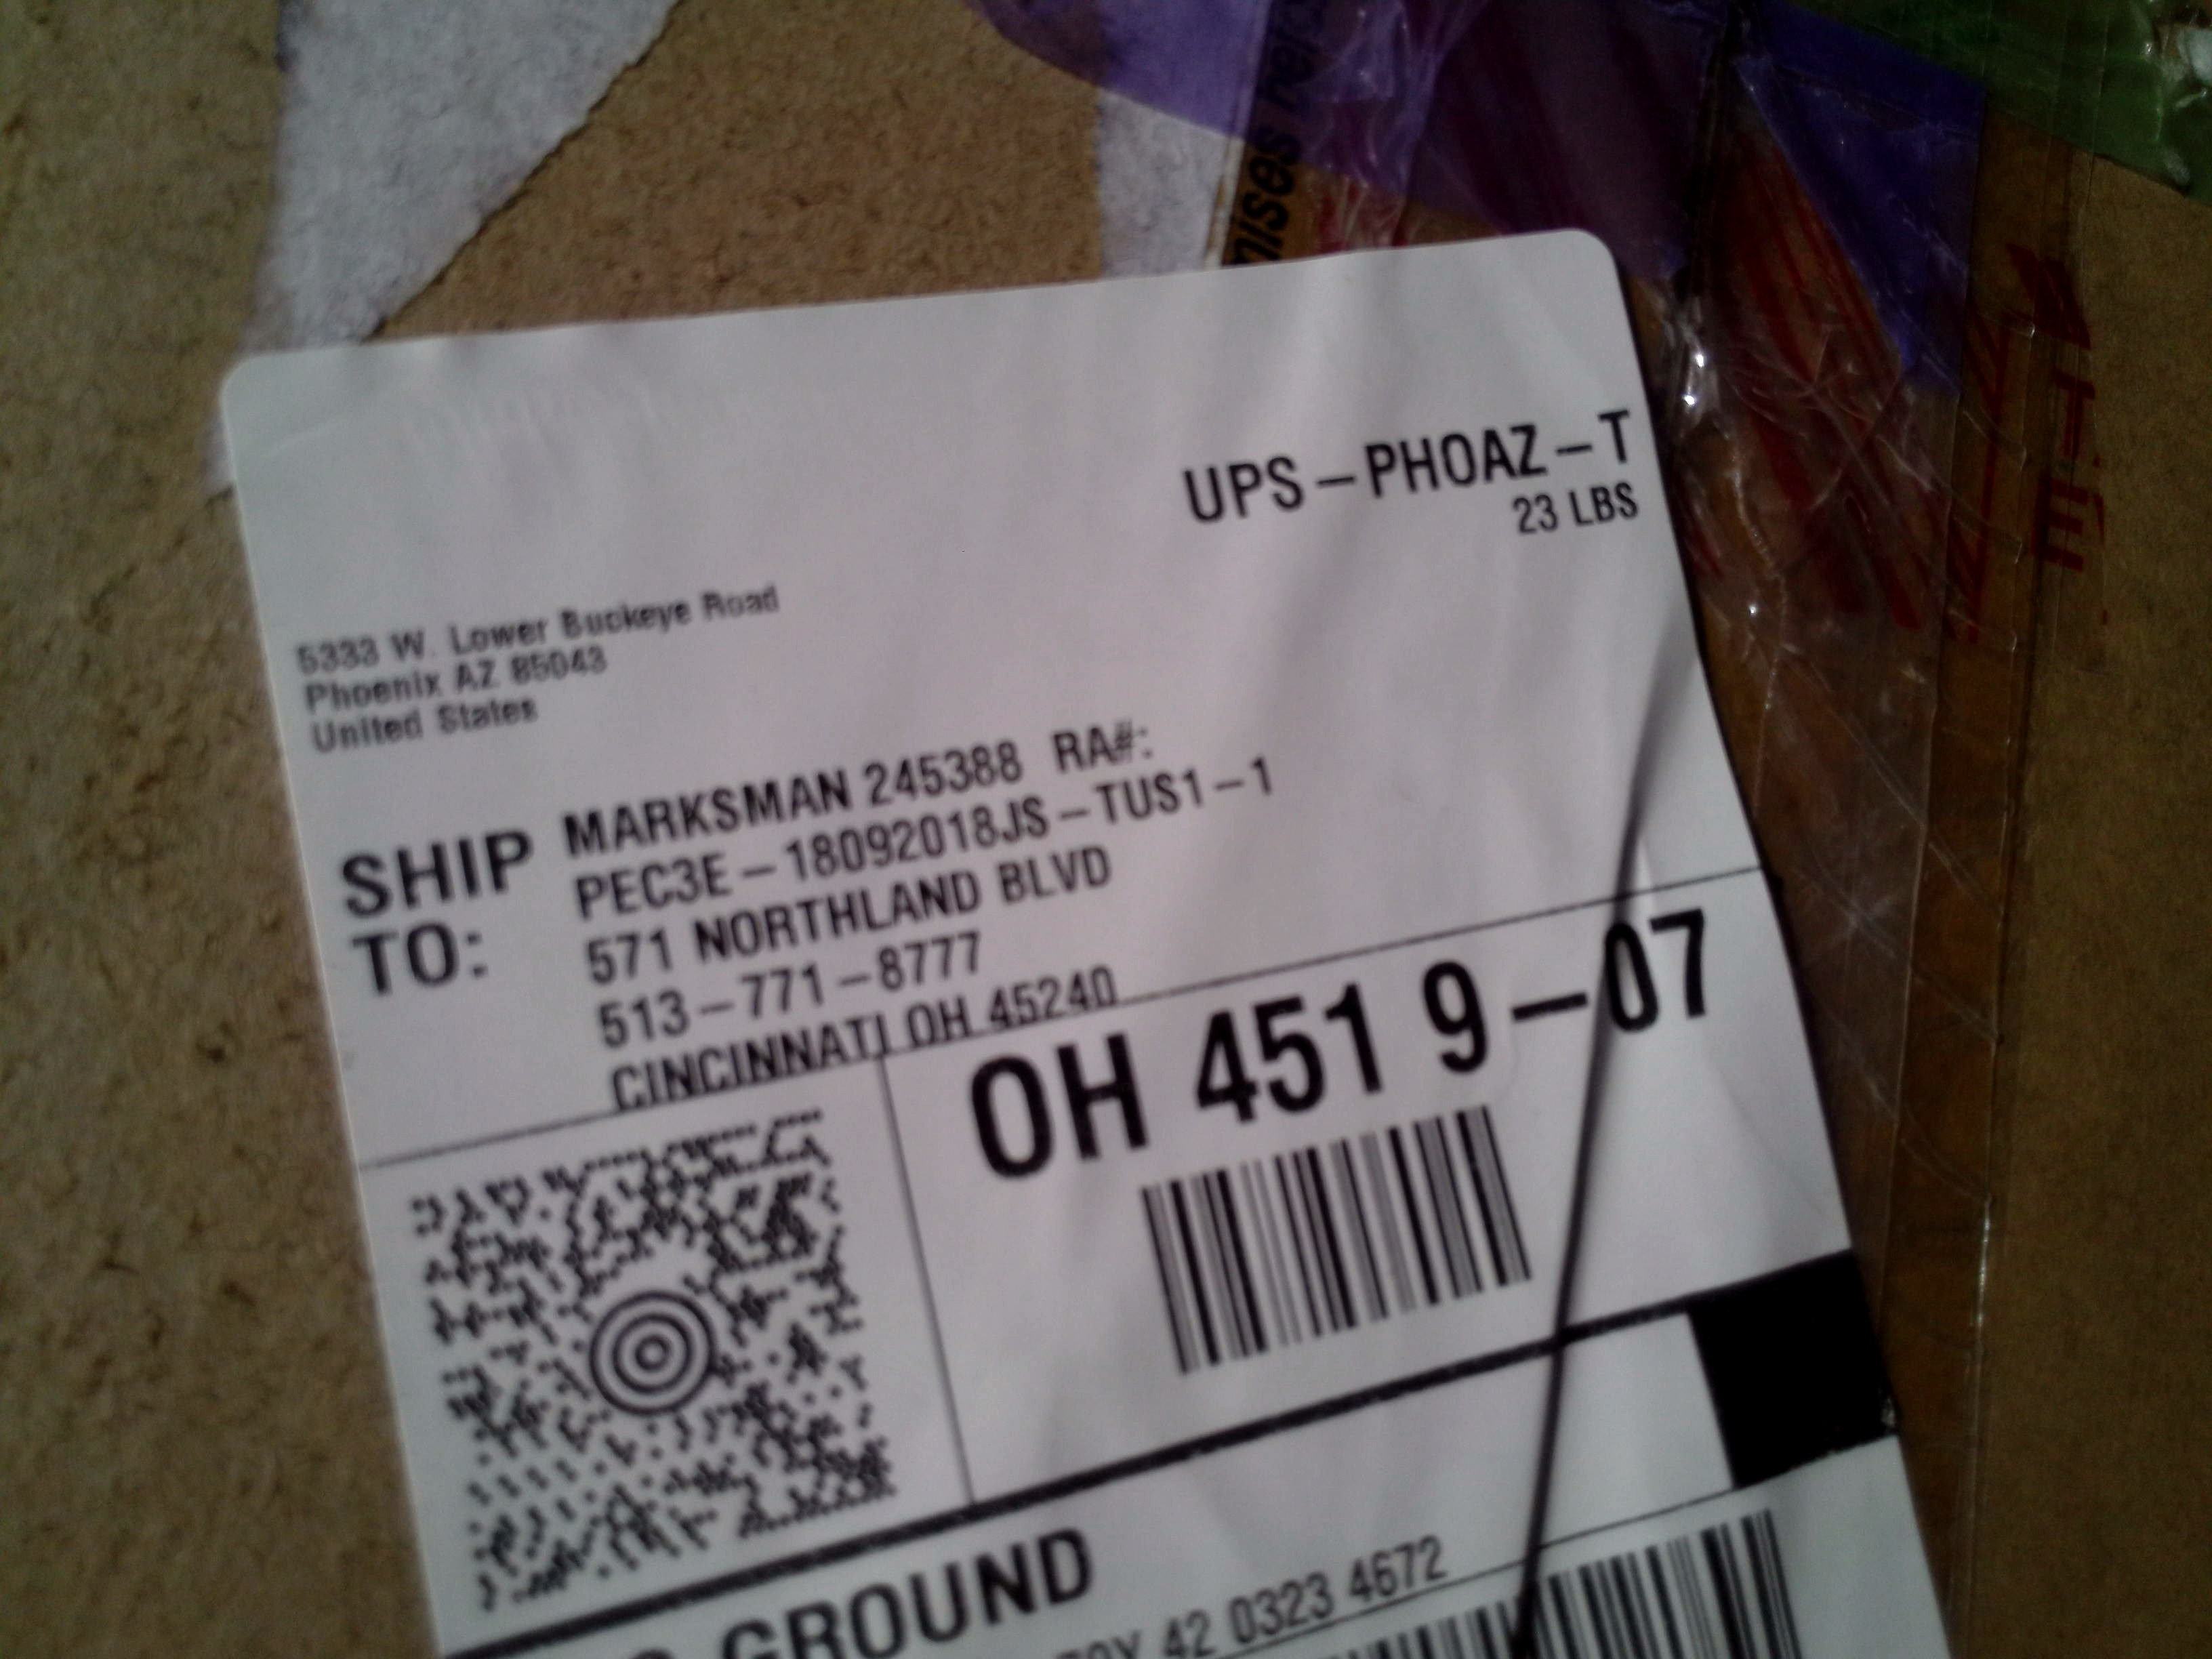 UPS-PHOAZ-T
23 LBS
5333 W. Lower Buckeye Road
Phoenix AZ 85043
United States
SHIP TO:
MARKSMAN 245388 RA#:
PEC3E-18092018JS-TUS1-1
571 NORTHLAND BLVD
513-771-8777
CINCINNATI OH 45240
OH 451 9-07
GROUND
42 0323 4672